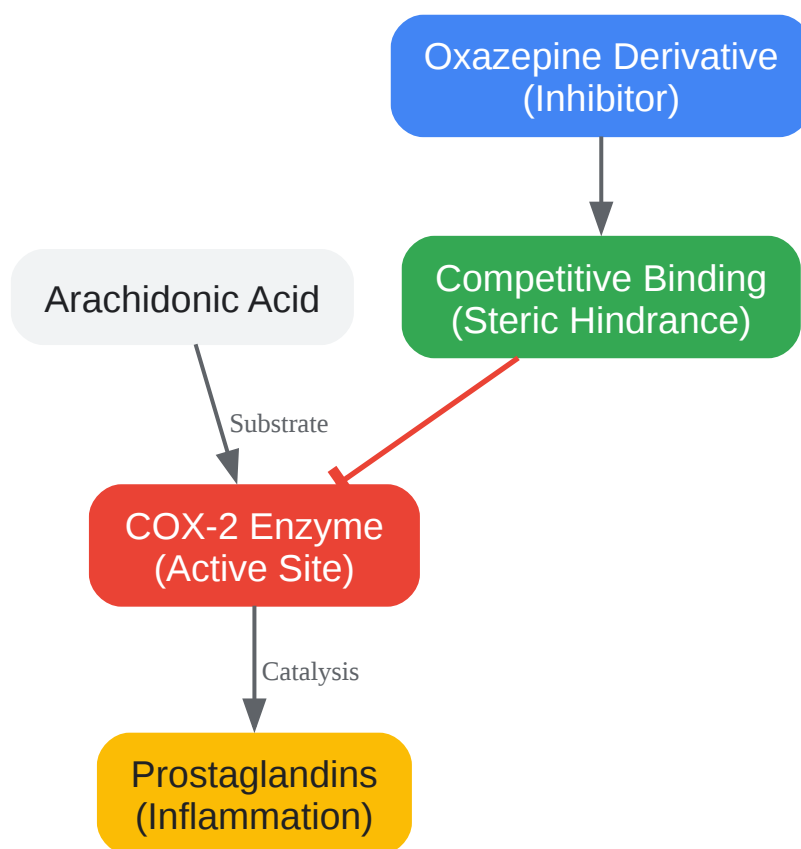 Oxazepine Derivative
(Inhibitor)
Competitive Binding
(Steric Hindrance)
Arachidonic Acid
Substrate
COX-2 Enzyme
(Active Site)
Catalysis
Prostaglandins
(Inflammation)